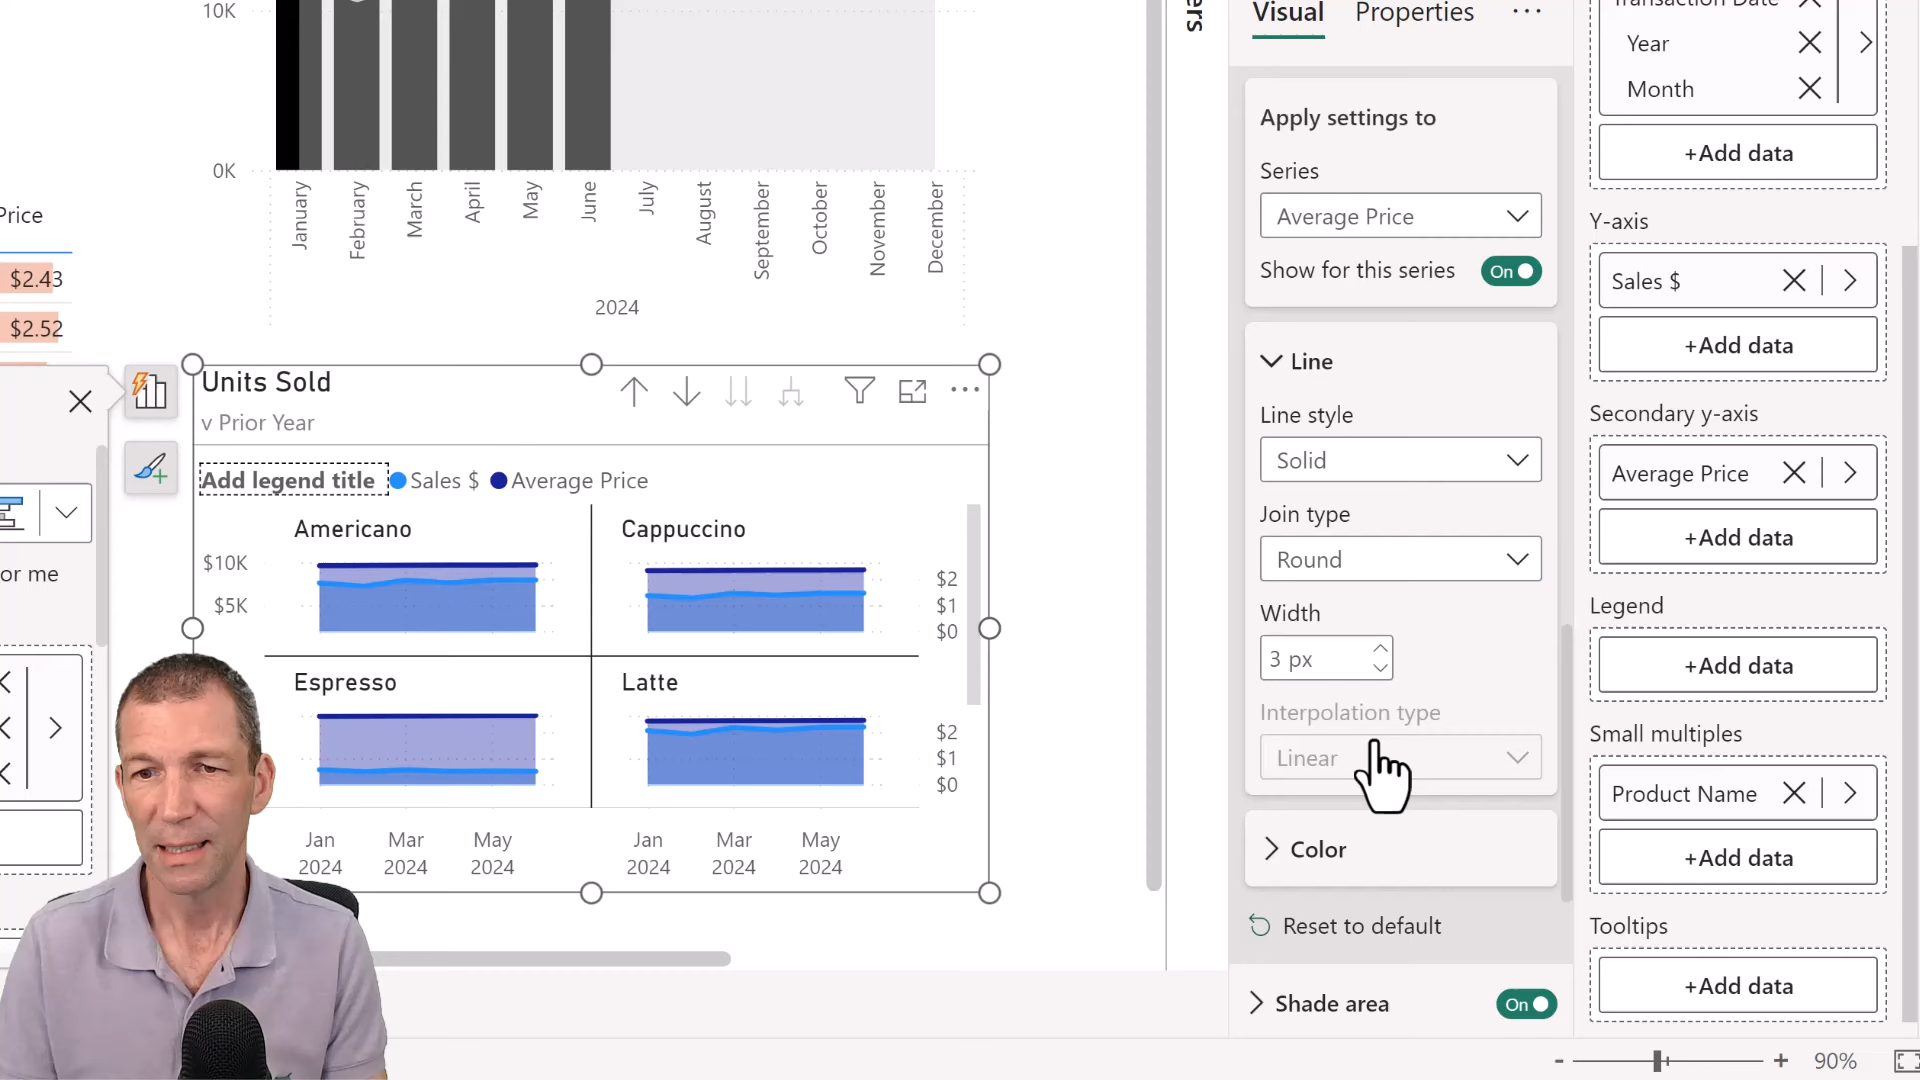 10K
0K
January
February
March
April
May
June
July
August
September
October
November
December
2024
Price
$2.43
$2.52
or me
Units Sold
v Prior Year
Add legend title
Sales $
Average Price
Americano
Cappuccino
$10K
$5K
$2
$1
$0
Espresso
Latte
$2
$1
$0
Jan
2024
Mar
2024
May
2024
Jan
2024
Mar
2024
May
2024
ers
Visual
Properties
Apply settings to
Series
Average Price
Show for this series
On
Line
Line style
Solid
Join type
Round
Width
3 px
Interpolation type
Linear
Color
Reset to default
Shade area
On
Transaction Date
Year
Month
+Add data
Y-axis
Sales $
+Add data
Secondary y-axis
Average Price
+Add data
Legend
+Add data
Small multiples
Product Name
+Add data
Tooltips
+Add data
- + 90%